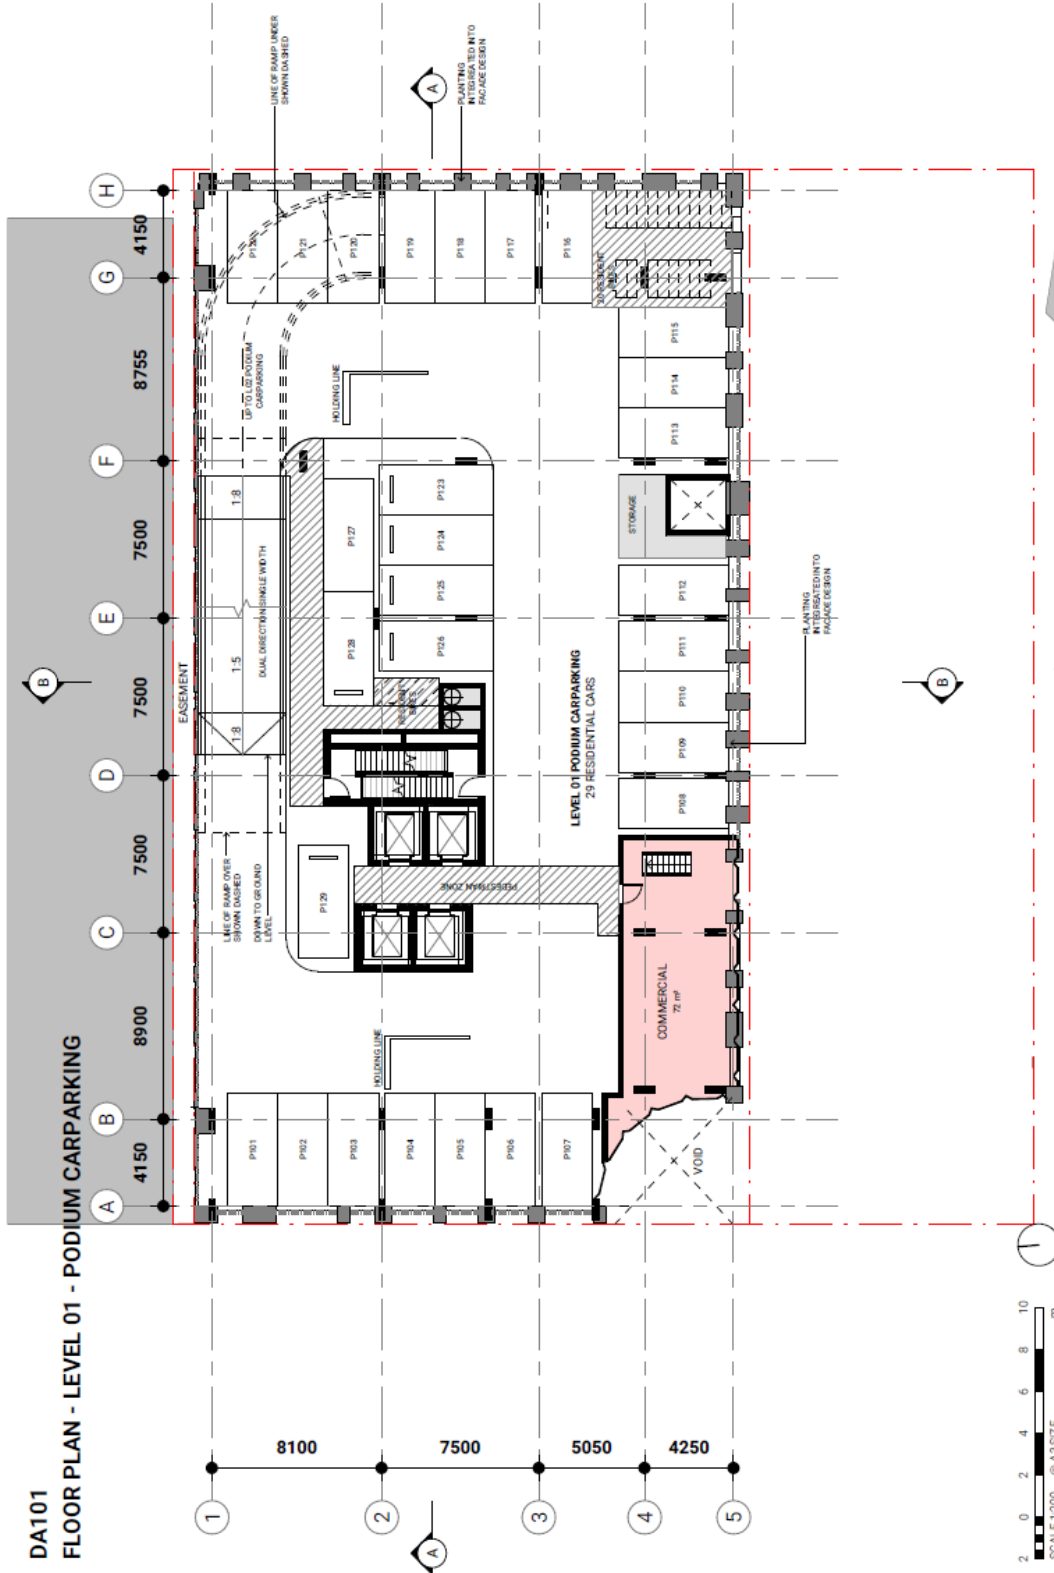 DA101
FLOOR PLAN - LEVEL 01 - PODIUM CARPARKING
A
B
C
D
E
F
G
H
4150
8900
7500
7500
7500
8755
4150
1
2
3
4
5
8100
7500
5050
4250
A
A
B
B
EASEMENT
LINE OF RAMP UNDER
SHOWN DASHED
PLANTING
INTEGREATED INTO
FACADE DESIGN
UP TO L02 PODIUM
CARPARKING
HOLDING LINE
1:8
DUAL DIRECTION SINGLE WIDTH
1:5
1:8
LINE OF RAMP OVER
SHOWN DASHED
DOWN TO GROUND
LEVEL
P121
P120
P119
P118
P117
P116
P115
P114
P113
STORAGE
P127
P128
P123
P124
P125
P126
P112
P111
P110
P109
P108
RESIDENT
BIKES
LEVEL 01 PODIUM CARPARKING
29 RESIDENTIAL CARS
PLANTING
INTEGREATED INTO
FACADE DESIGN
PEDESTRIAN ZONE
P129
COMMERCIAL
72 m²
HOLDING LINE
P101
P102
P103
P104
P105
P106
P107
VOID
2 0 2 4 6 8 10
m